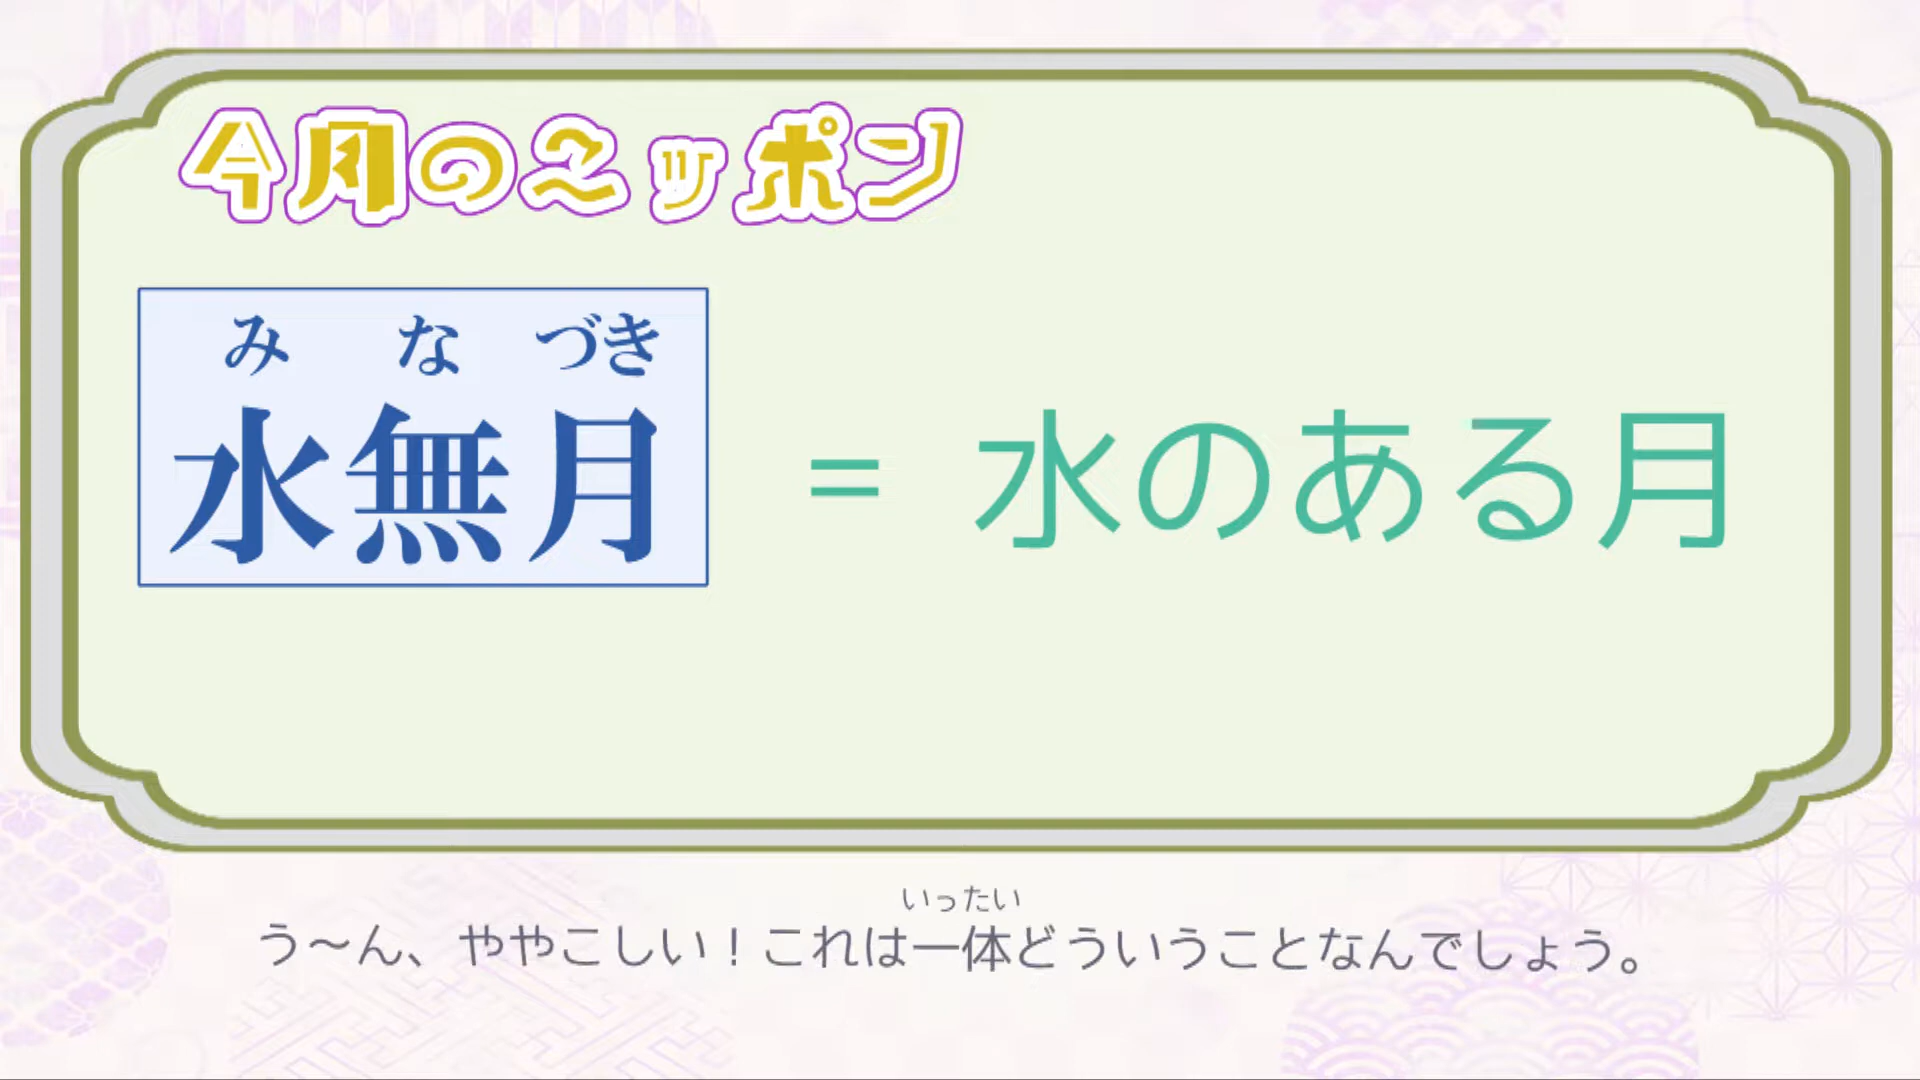 今月のニッポン
み な づき
水無月
= 水のある月
いったい
う〜ん、ややこしい！これは一体どういうことなんでしょう。